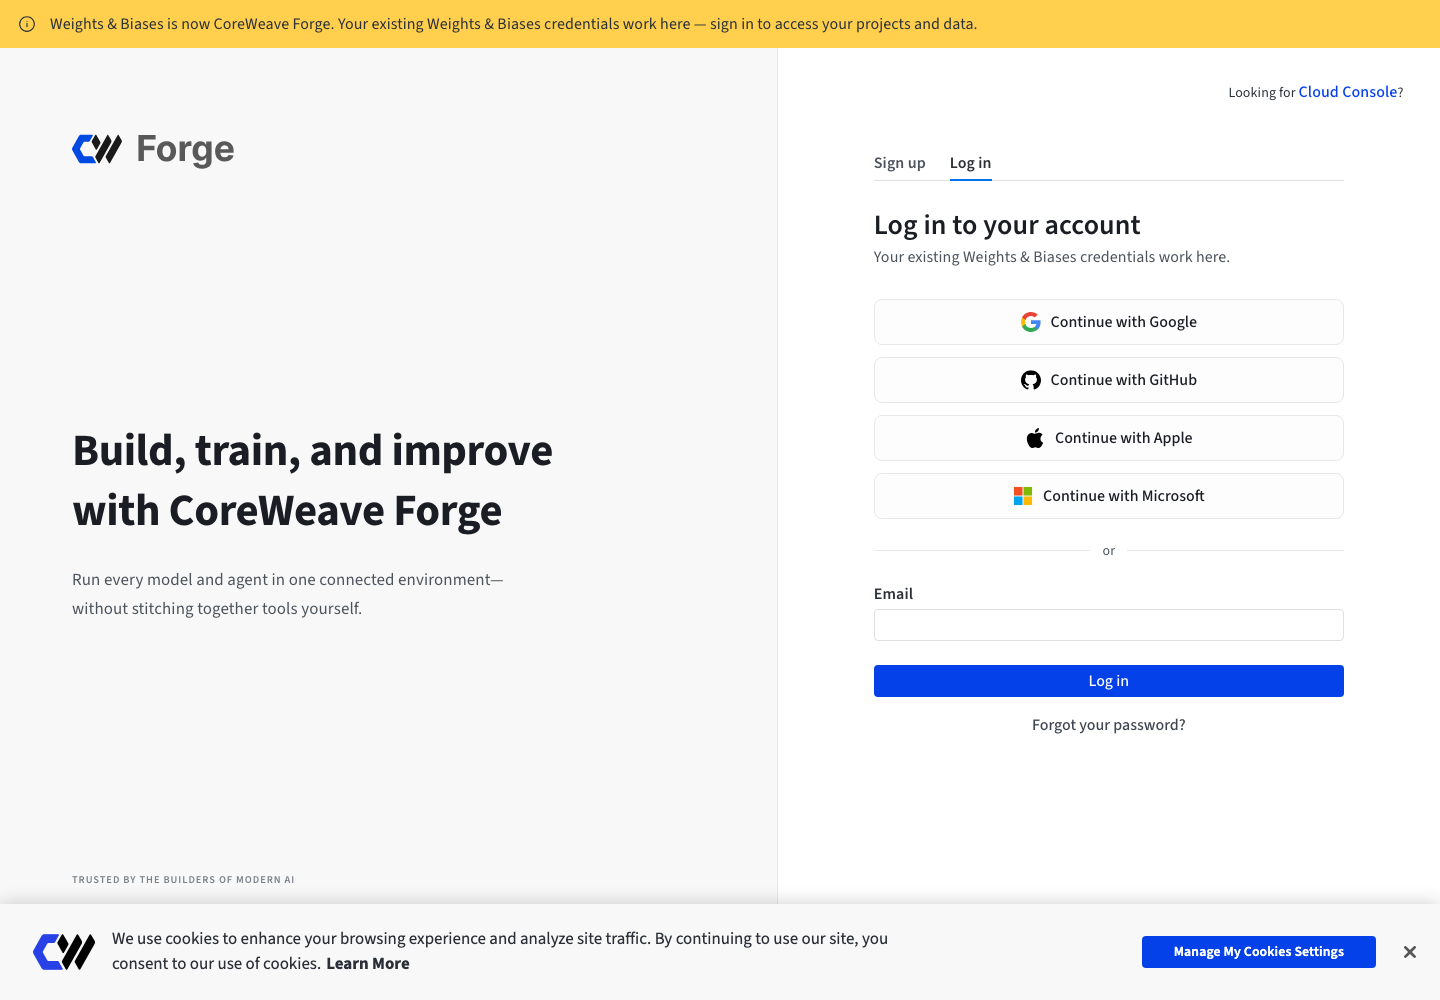 Weights & Biases is now CoreWeave Forge. Your existing Weights & Biases credentials work here — sign in to access your projects and data.
Looking for Cloud Console?
Forge
Sign up
Log in
Log in to your account
Your existing Weights & Biases credentials work here.
Continue with Google
Continue with GitHub
Continue with Apple
Continue with Microsoft
or
Email
Log in
Forgot your password?
Build, train, and improve
with CoreWeave Forge
Run every model and agent in one connected environment—
without stitching together tools yourself.
TRUSTED BY THE BUILDERS OF MODERN AI
We use cookies to enhance your browsing experience and analyze site traffic. By continuing to use our site, you
consent to our use of cookies. Learn More
Manage My Cookies Settings